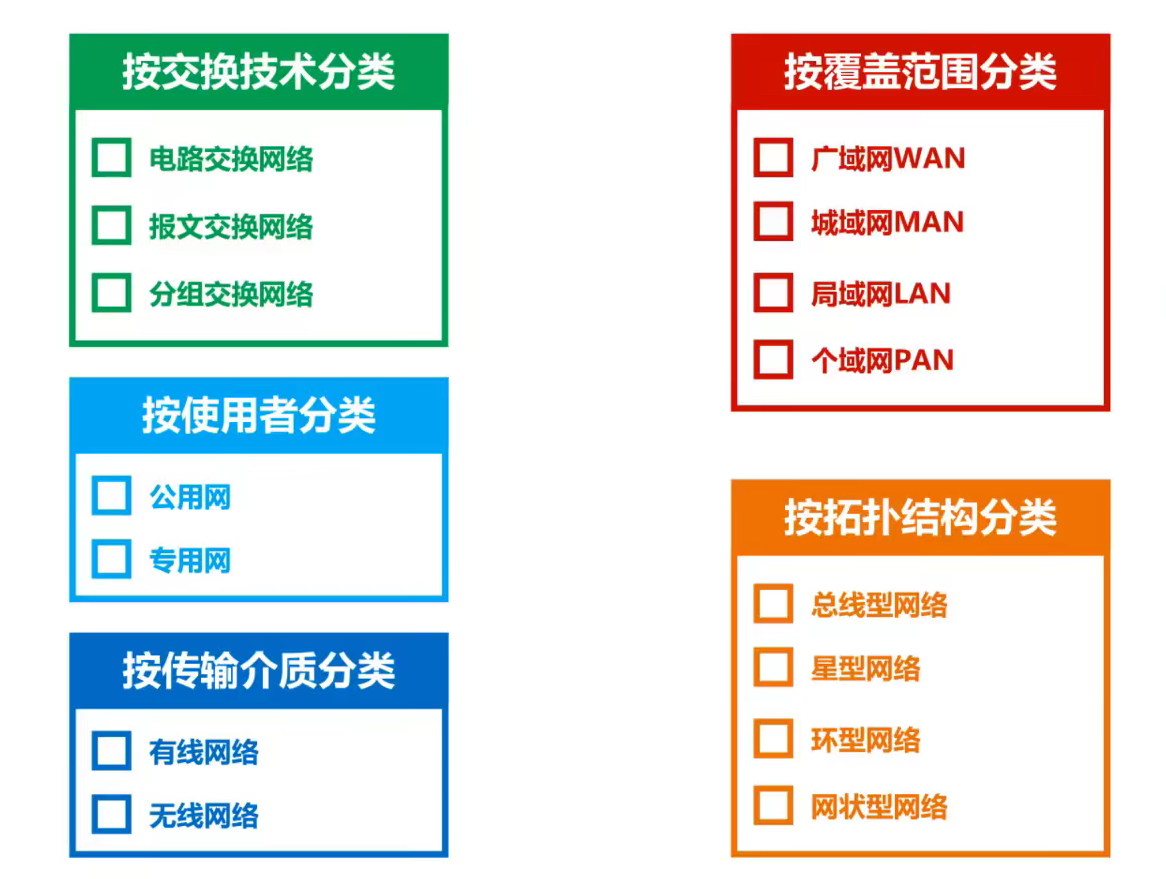 按交换技术分类
电路交换网络
报文交换网络
分组交换网络
按使用者分类
公用网
专用网
按传输介质分类
有线网络
无线网络
按覆盖范围分类
广域网WAN
城域网MAN
局域网LAN
个域网PAN
按拓扑结构分类
总线型网络
星型网络
环型网络
网状型网络